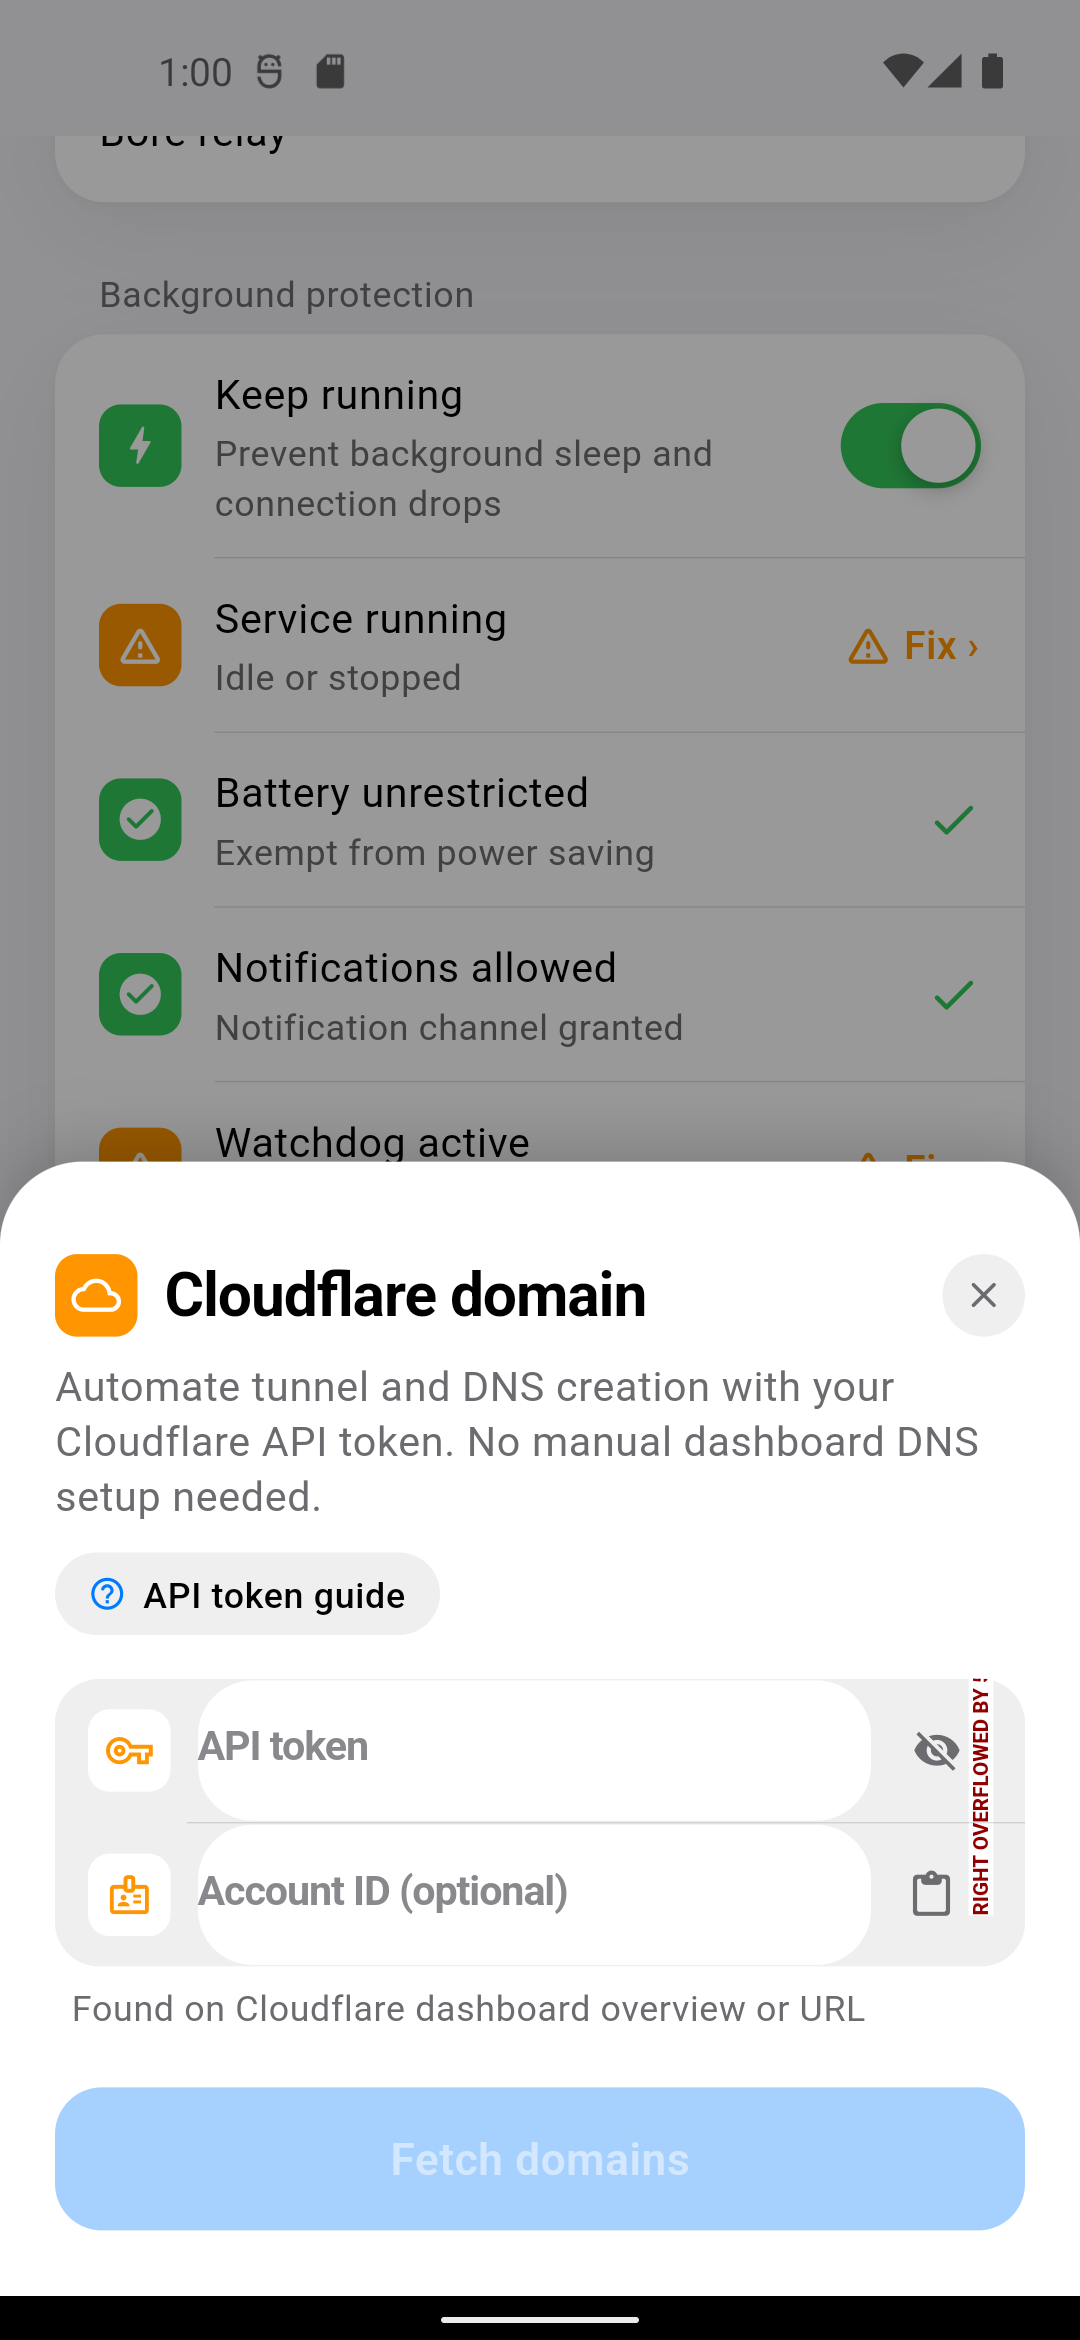 1:00
Bore relay
Background protection
Keep running
Prevent background sleep and
connection drops
Service running
Idle or stopped
Fix ›
Battery unrestricted
Exempt from power saving
Notifications allowed
Notification channel granted
Watchdog active
Fix
Cloudflare domain
Automate tunnel and DNS creation with your
Cloudflare API token. No manual dashboard DNS
setup needed.
API token guide
API token
RIGHT OVERFLOWED BY
Account ID (optional)
Found on Cloudflare dashboard overview or URL
Fetch domains